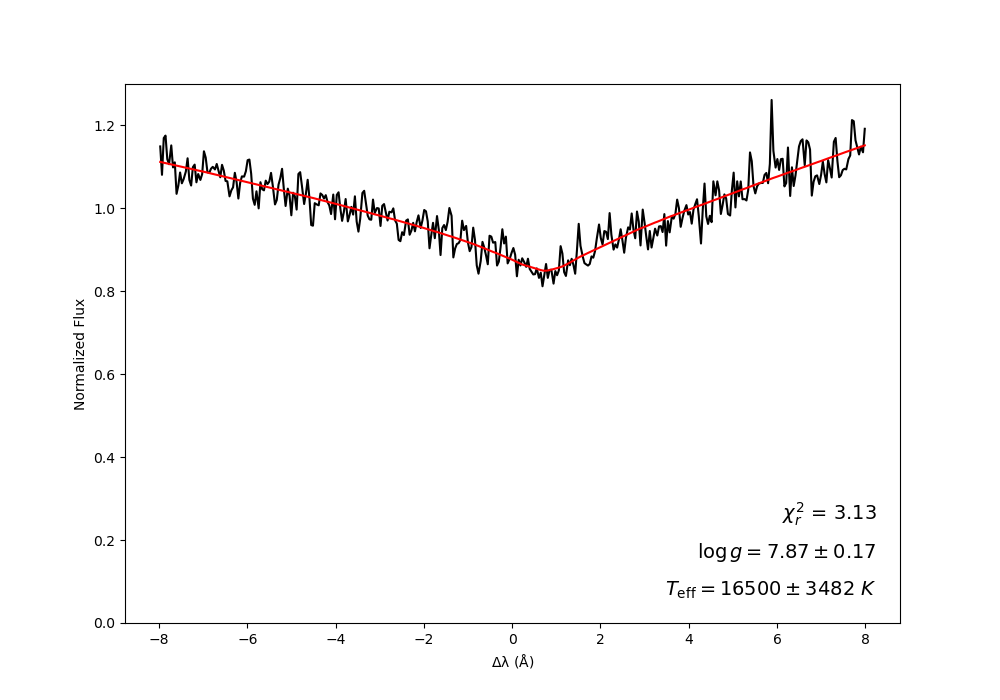 1.2
1.0
0.8
0.6
0.4
0.2
0.0
Normalized Flux
χ²ᵣ = 3.13
log g = 7.87 ± 0.17
T_eff = 16500 ± 3482 K
−8 −6 −4 −2 0 2 4 6 8
Δλ (Å)